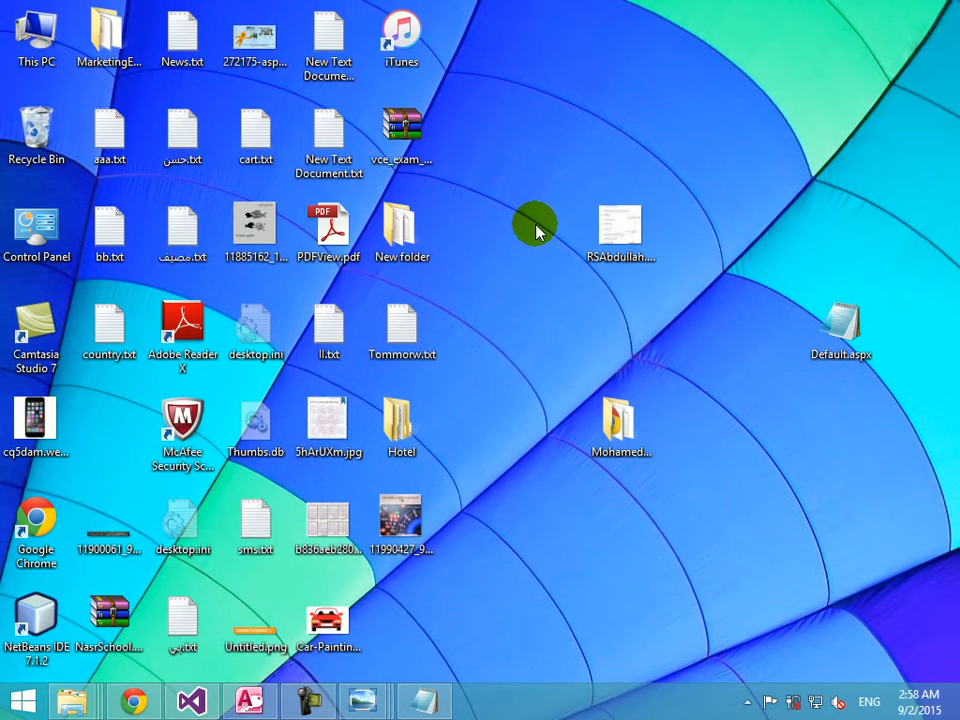 This PC
MarketingE...
News.txt
272175-asp...
New Text
Docume...
iTunes
Recycle Bin
aaa.txt
حسن.txt
cart.txt
New Text
Document.txt
vce_exam_...
Control Panel
bb.txt
مصيف.txt
11885162_1...
PDF
PDFView.pdf
New folder
RSAbdullah....
Camtasia
Studio 7
country.txt
Adobe Reader
X
desktop.ini
ll.txt
Tommorw.txt
Default.aspx
cq5dam.we...
McAfee
Security Sc...
Thumbs.db
5hArUXm.jpg
Hotel
Mohamed...
Google
Chrome
11900061_9...
desktop.ini
sms.txt
b836aeb280...
11990427_9...
NetBeans IDE
7.1.2
NasrSchool....
بي.txt
Untitled.png
Car-Paintin...
ENG
2:58 AM
9/2/2015